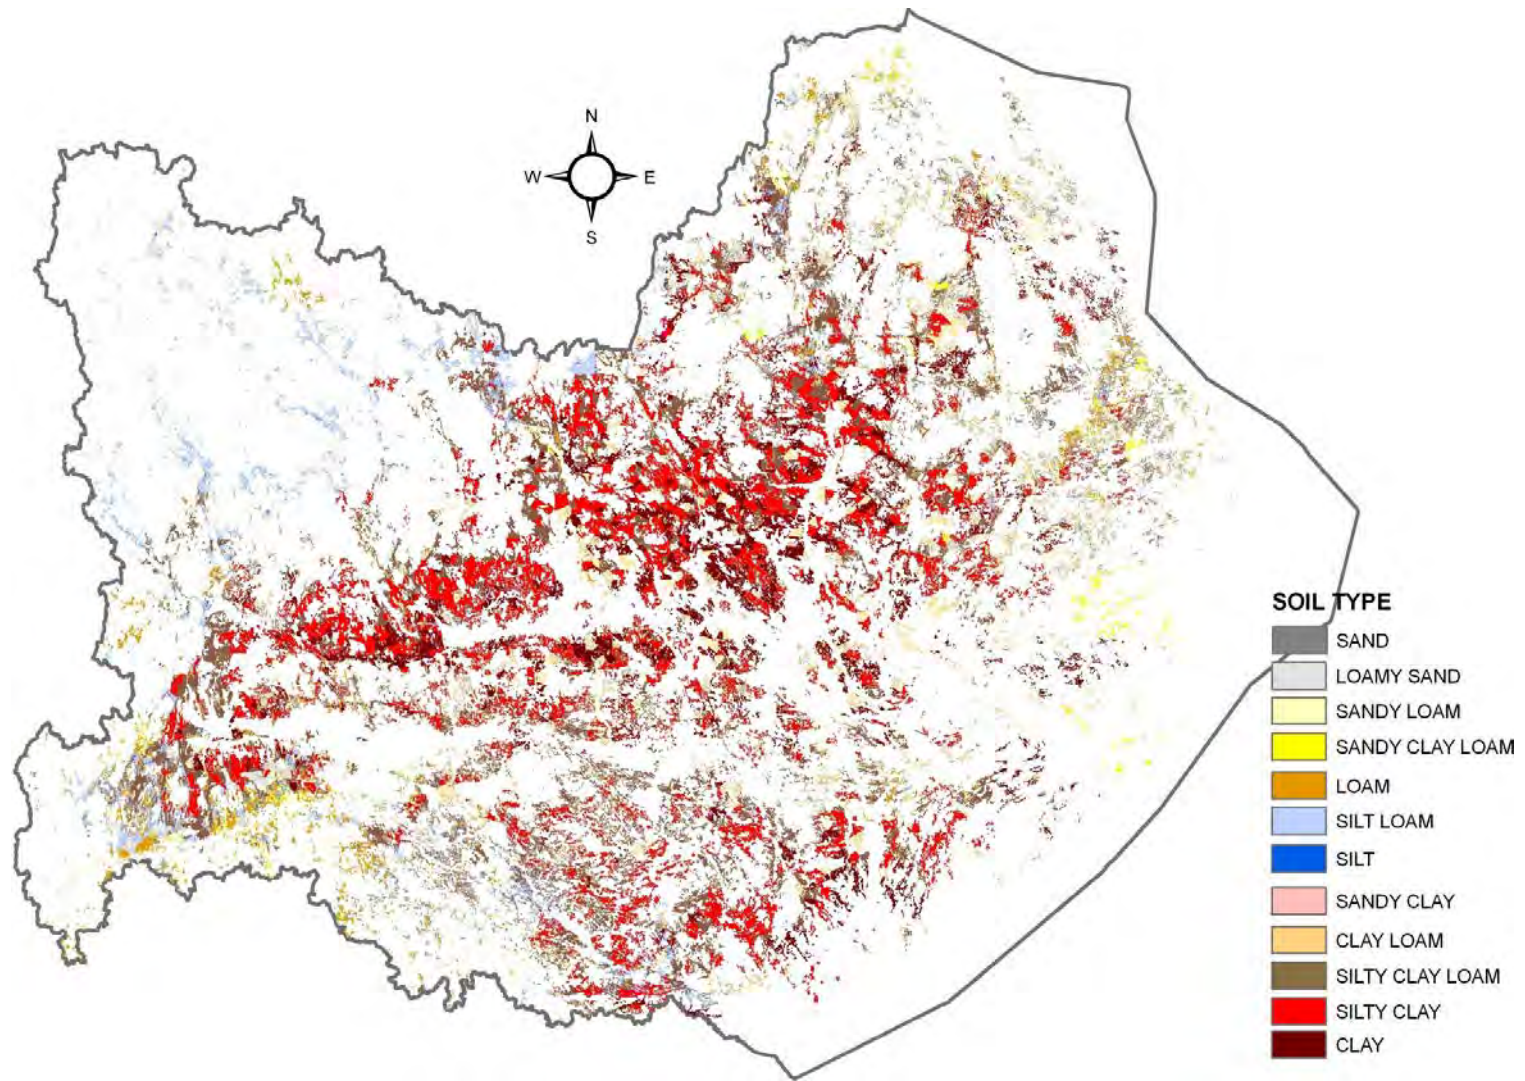 N
W E
S
SOIL TYPE
SAND
LOAMY SAND
SANDY LOAM
SANDY CLAY LOAM
LOAM
SILT LOAM
SILT
SANDY CLAY
CLAY LOAM
SILTY CLAY LOAM
SILTY CLAY
CLAY